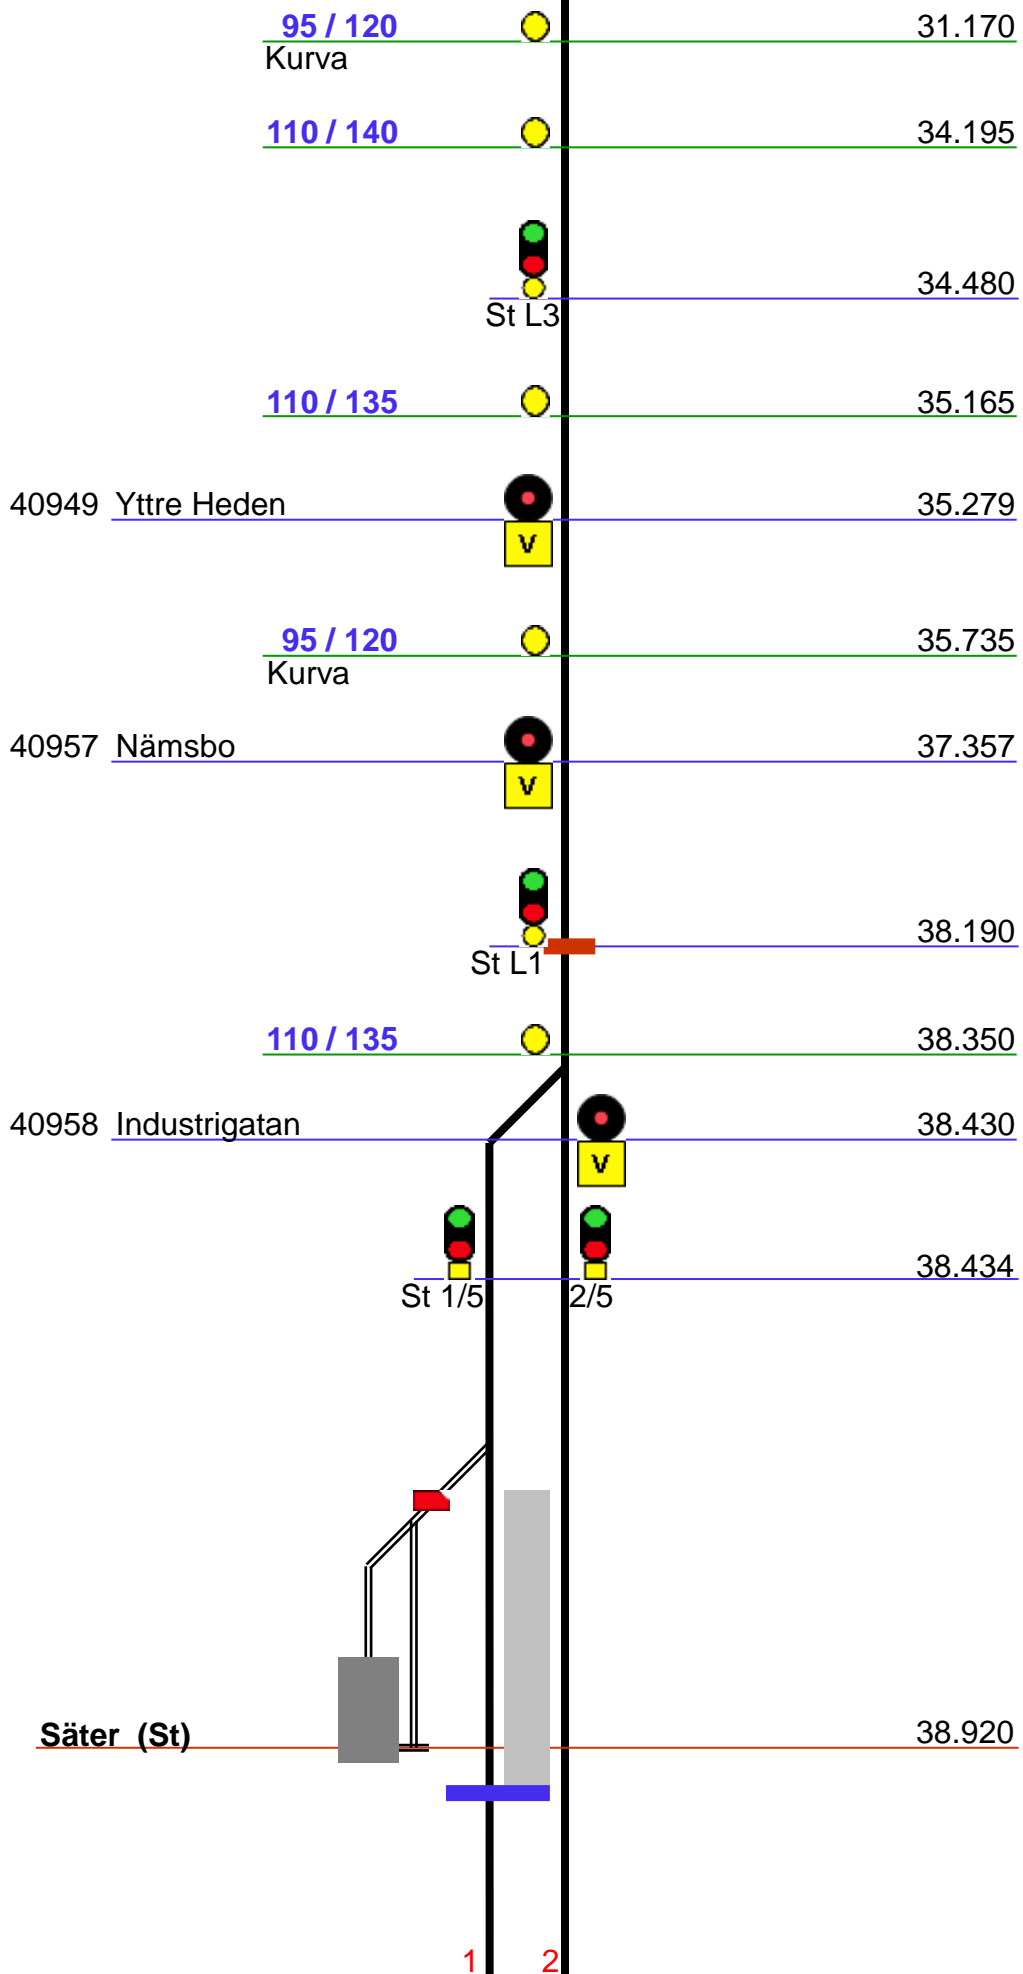 95 / 120 31.170
Kurva
110 / 140 34.195
34.480
St L3
110 / 135 35.165
40949 Yttre Heden 35.279
V
95 / 120 35.735
Kurva
40957 Nämsbo 37.357
V
38.190
St L1
110 / 135 38.350
40958 Industrigatan 38.430
V
38.434
St 1/5 2/5
Säter (St) 38.920
1 2